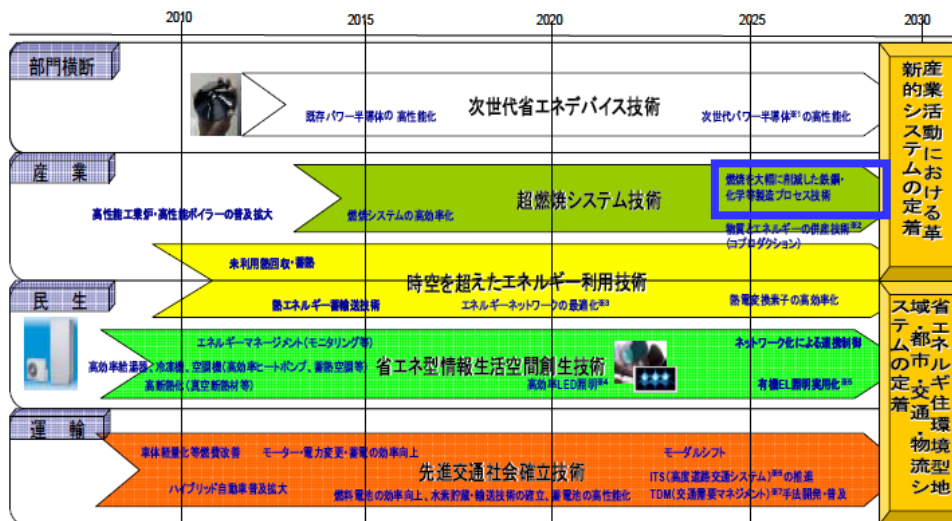 2010
2015
2020
2025
2030
部門横断
次世代省エネデバイス技術
既存パワー半導体の 高性能化
次世代パワー半導体※1の高性能化
産業
超燃焼システム技術
燃焼を大幅に削減した鉄鋼・
化学等製造プロセス技術
高性能工業炉・高性能ボイラーの普及拡大
燃焼システムの高効率化
物質とエネルギーの併産技術※2
(コプロダクション)
未利用熱回収・蓄熱
時空を超えたエネルギー利用技術
熱エネルギー蓄輸送技術
エネルギーネットワークの最適化※3
熱電変換素子の高効率化
民生
エネルギーマネージメント(モニタリング等)
ネットワーク化による連携制御
高効率給湯器、冷凍機、空調機(高効率ヒートポンプ、蓄熱空調等)
省エネ型情報生活空間創生技術
高断熱化(真空断熱材等)
高効率LED照明※4
有機EL照明実用化※5
運輸
車体軽量化等燃費改善
モーター・電力変更・蓄電の効率向上
モーダルシフト
先進交通社会確立技術
ITS(高度道路交通システム)※6の推進
ハイブリッド自動車普及拡大
燃料電池の効率向上、水素貯蔵・輸送技術の確立、蓄電池の高性能化
TDM(交通需要マネジメント)※7手法開発・普及
産業活動における革
新的システムの定着
省エネルギ住環境型地
域・都市・交通・物流シ
ステムの定着